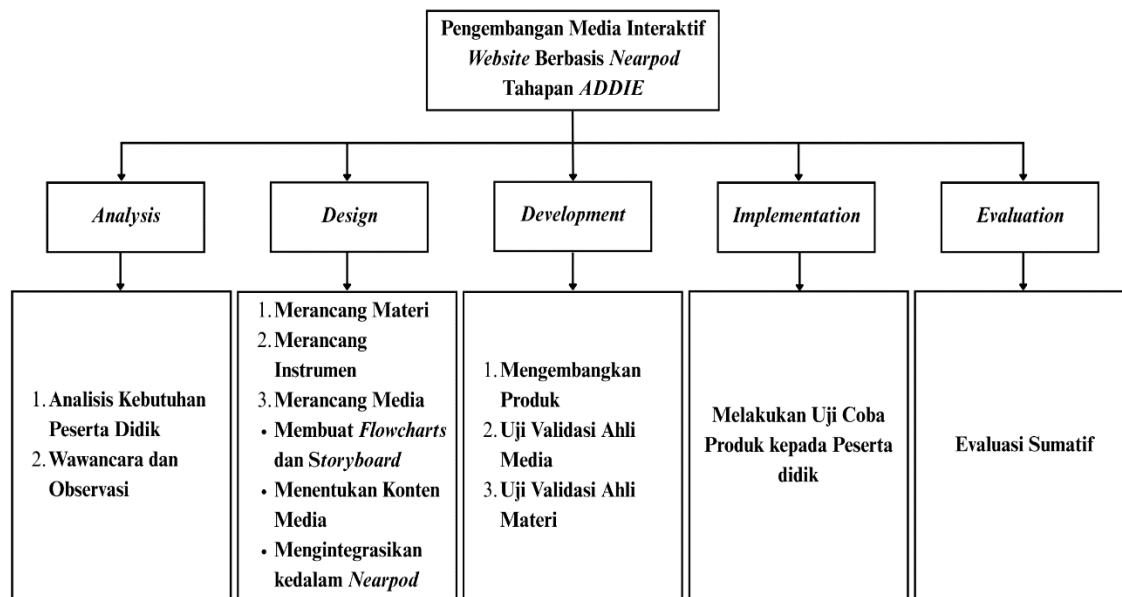 Pengembangan Media Interaktif
Website Berbasis Nearpod
Tahapan ADDIE
Analysis
Design
Development
Implementation
Evaluation
1. Analisis Kebutuhan
Peserta Didik
2. Wawancara dan
Observasi
1. Merancang Materi
2. Merancang
Instrumen
3. Merancang Media
• Membuat Flowcharts
dan Storyboard
• Menentukan Konten
Media
• Mengintegrasikan
kedalam Nearpod
1. Mengembangkan
Produk
2. Uji Validasi Ahli
Media
3. Uji Validasi Ahli
Materi
Melakukan Uji Coba
Produk kepada Peserta
didik
Evaluasi Sumatif